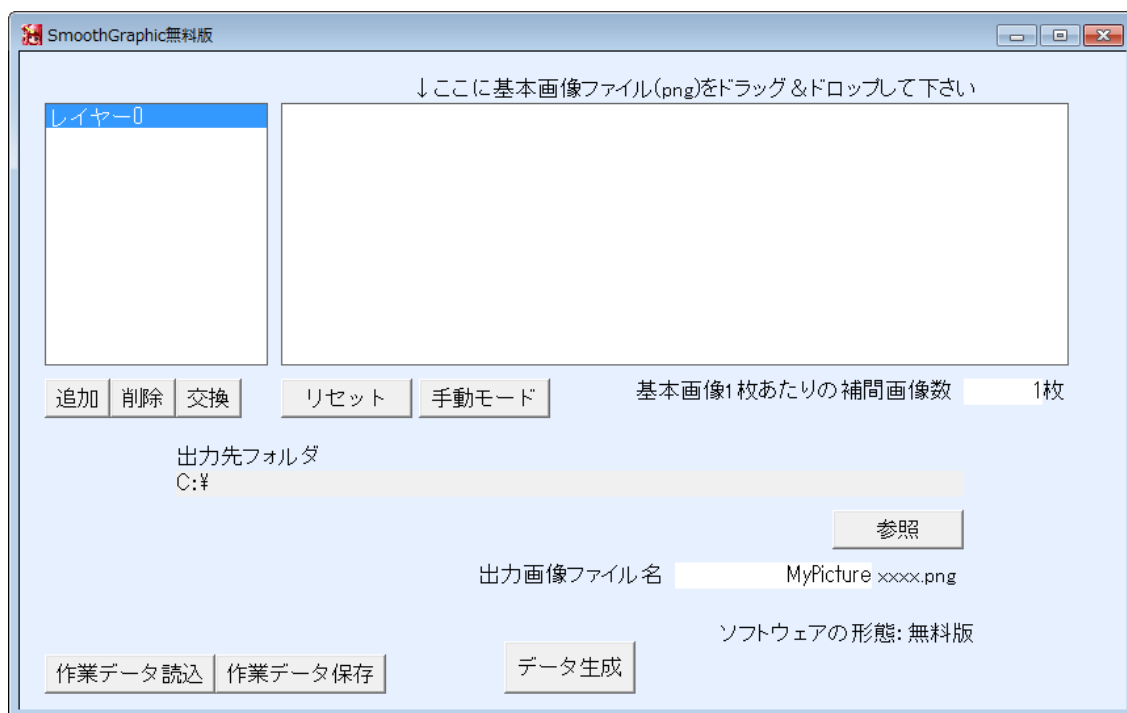 SmoothGraphic無料版
↓ここに基本画像ファイル(png)をドラッグ&ドロップして下さい
レイヤー0
追加 削除 交換 リセット 手動モード 基本画像1枚あたりの補間画像数 1枚
出力先フォルダ
C:¥
参照
出力画像ファイル名 MyPicture xxxx.png
ソフトウェアの形態: 無料版
作業データ読込 作業データ保存 データ生成